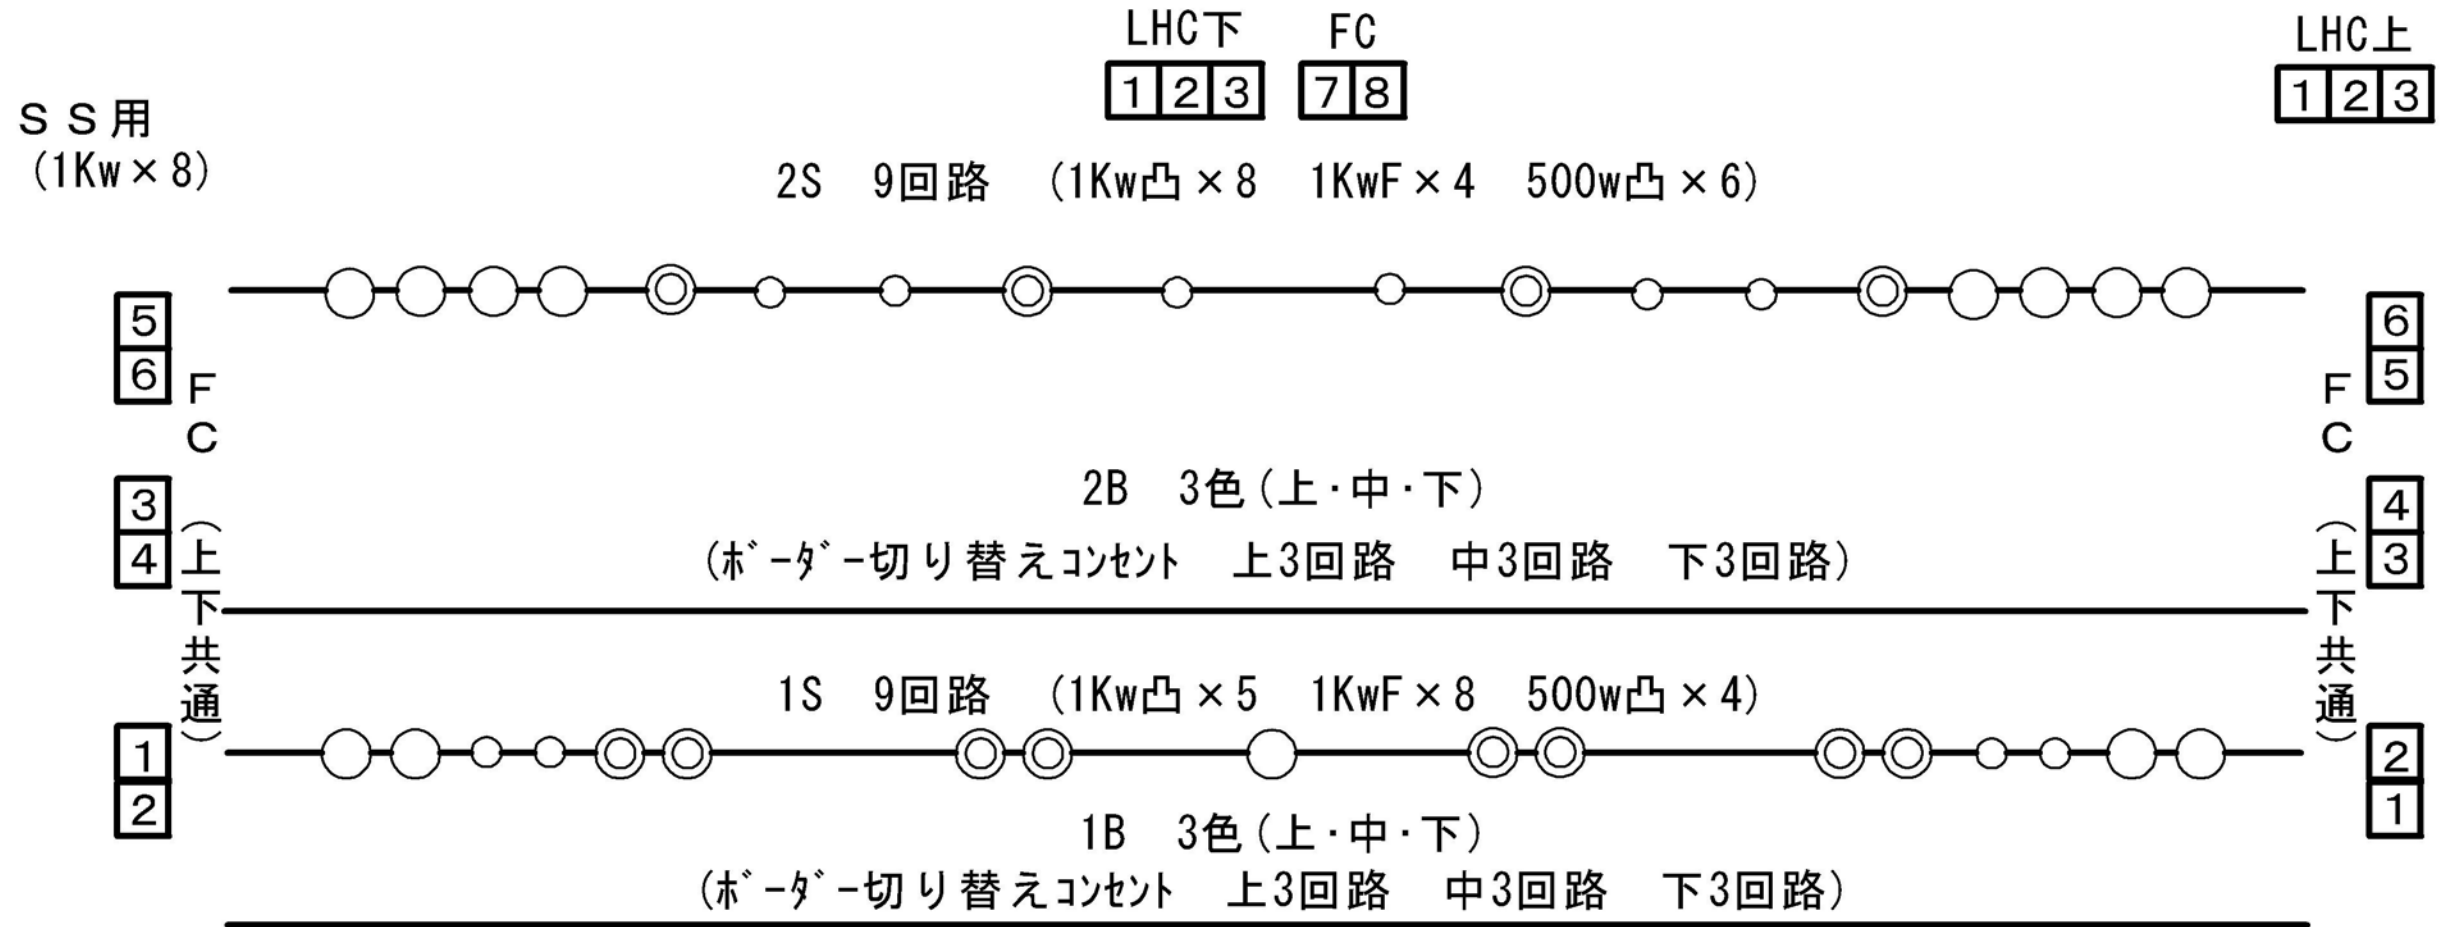 LHC下 FC LHC上
1 2 3 7 8 1 2 3
SS用
(1Kw×8)
2S 9回路 (1Kw凸×8 1KwF×4 500w凸×6)
5 6
6 5
FC(上下共通) FC(上下共通)
2B 3色(上・中・下)
3 4
4 3
(ボーダー切り替えコンセント 上3回路 中3回路 下3回路)
1S 9回路 (1Kw凸×5 1KwF×8 500w凸×4)
1 2
2 1
1B 3色(上・中・下)
(ボーダー切り替えコンセント 上3回路 中3回路 下3回路)